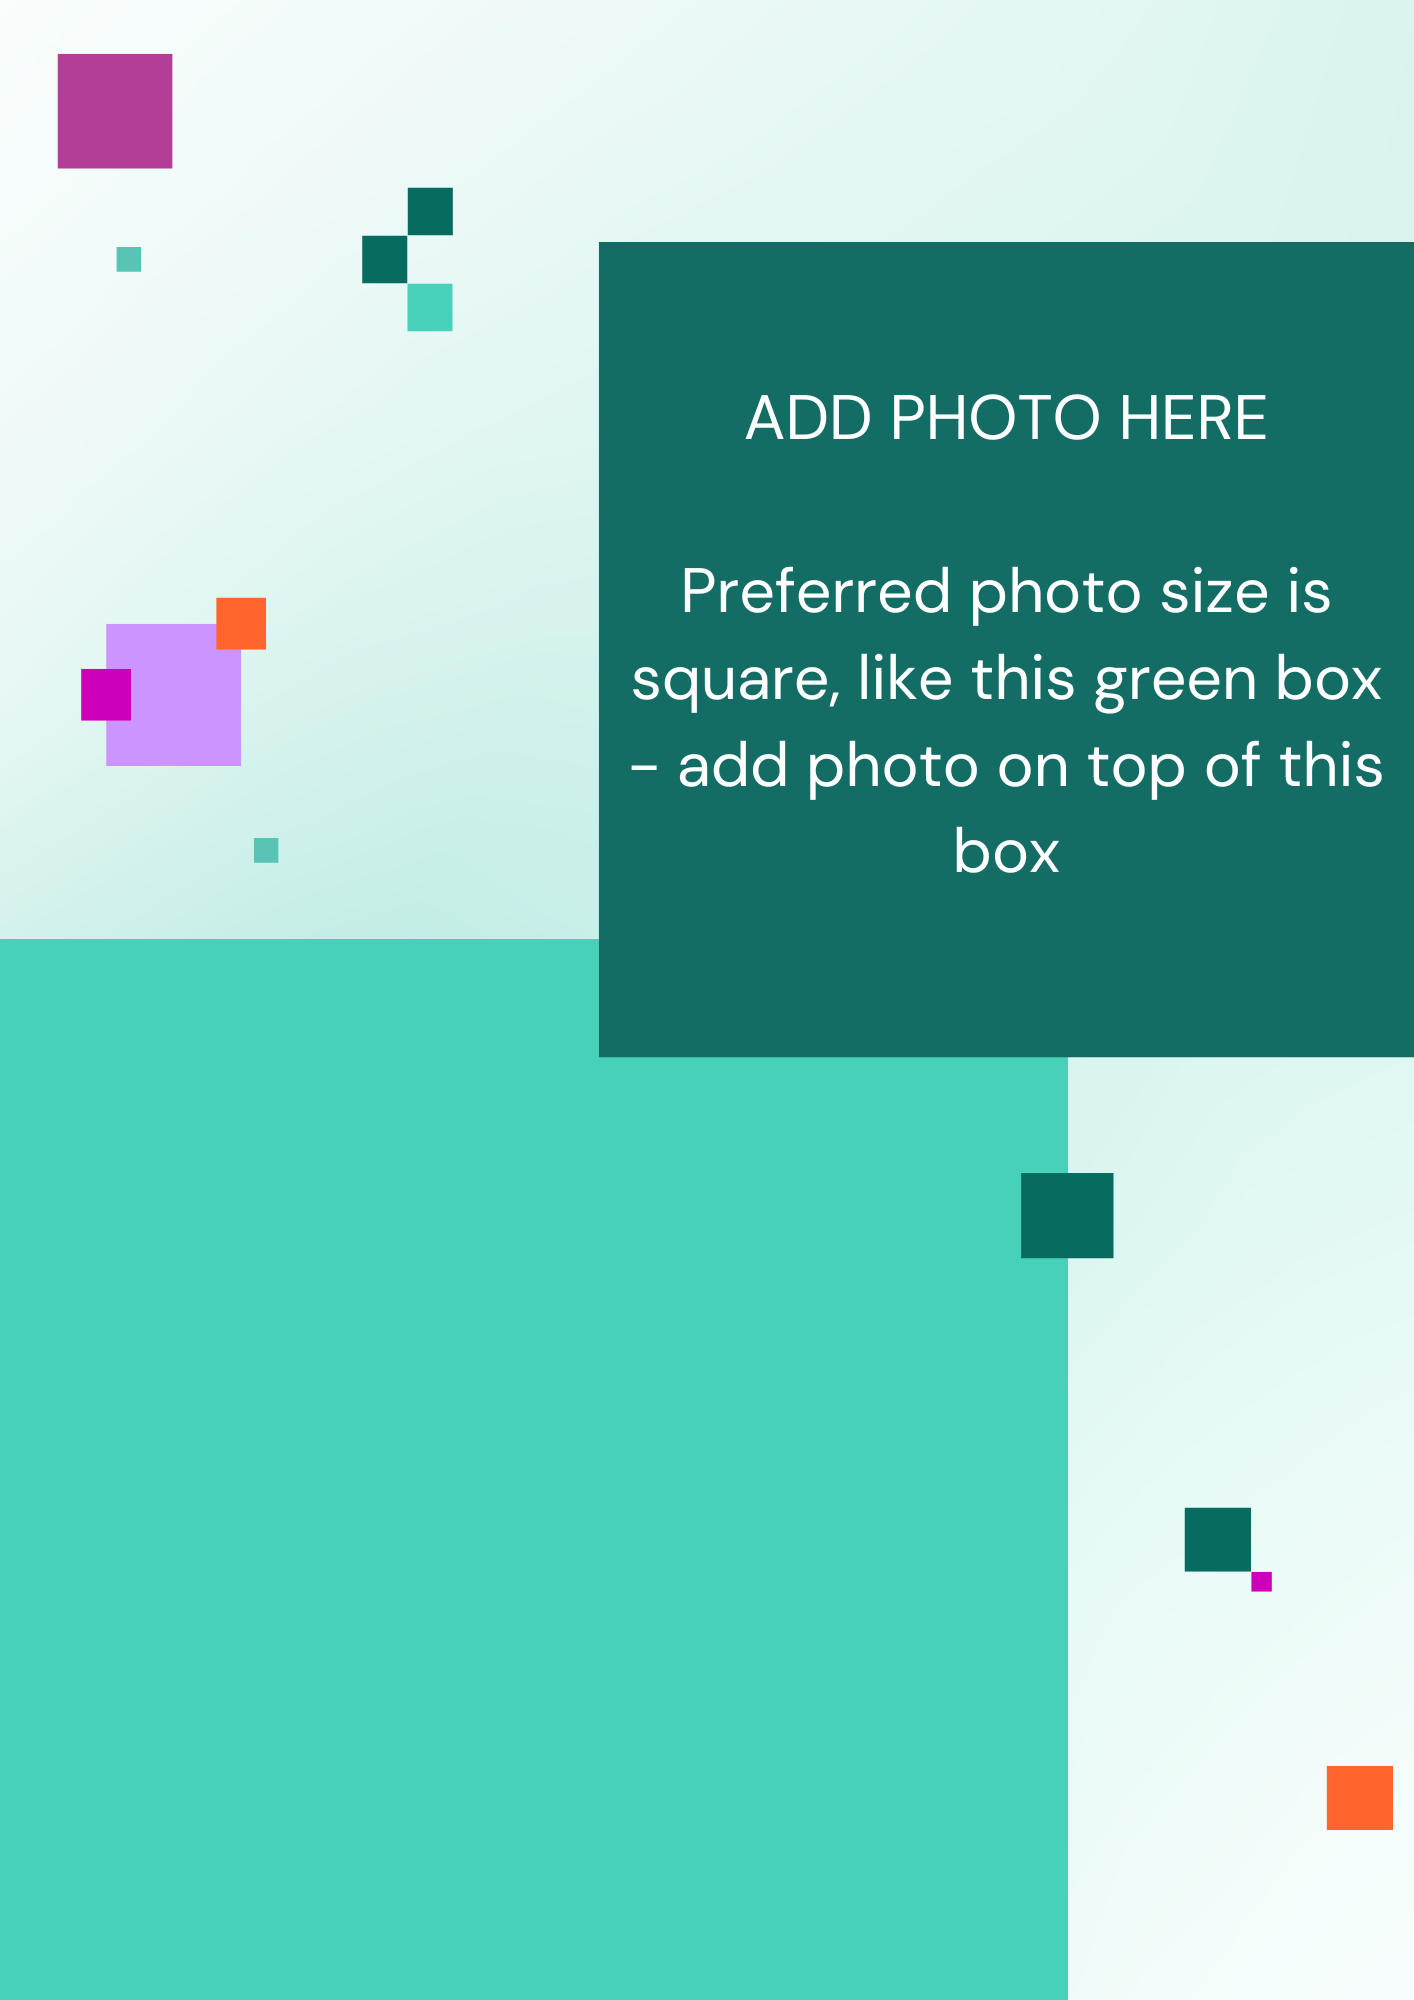 ADD PHOTO HERE
Preferred photo size is
square, like this green box
- add photo on top of this
box